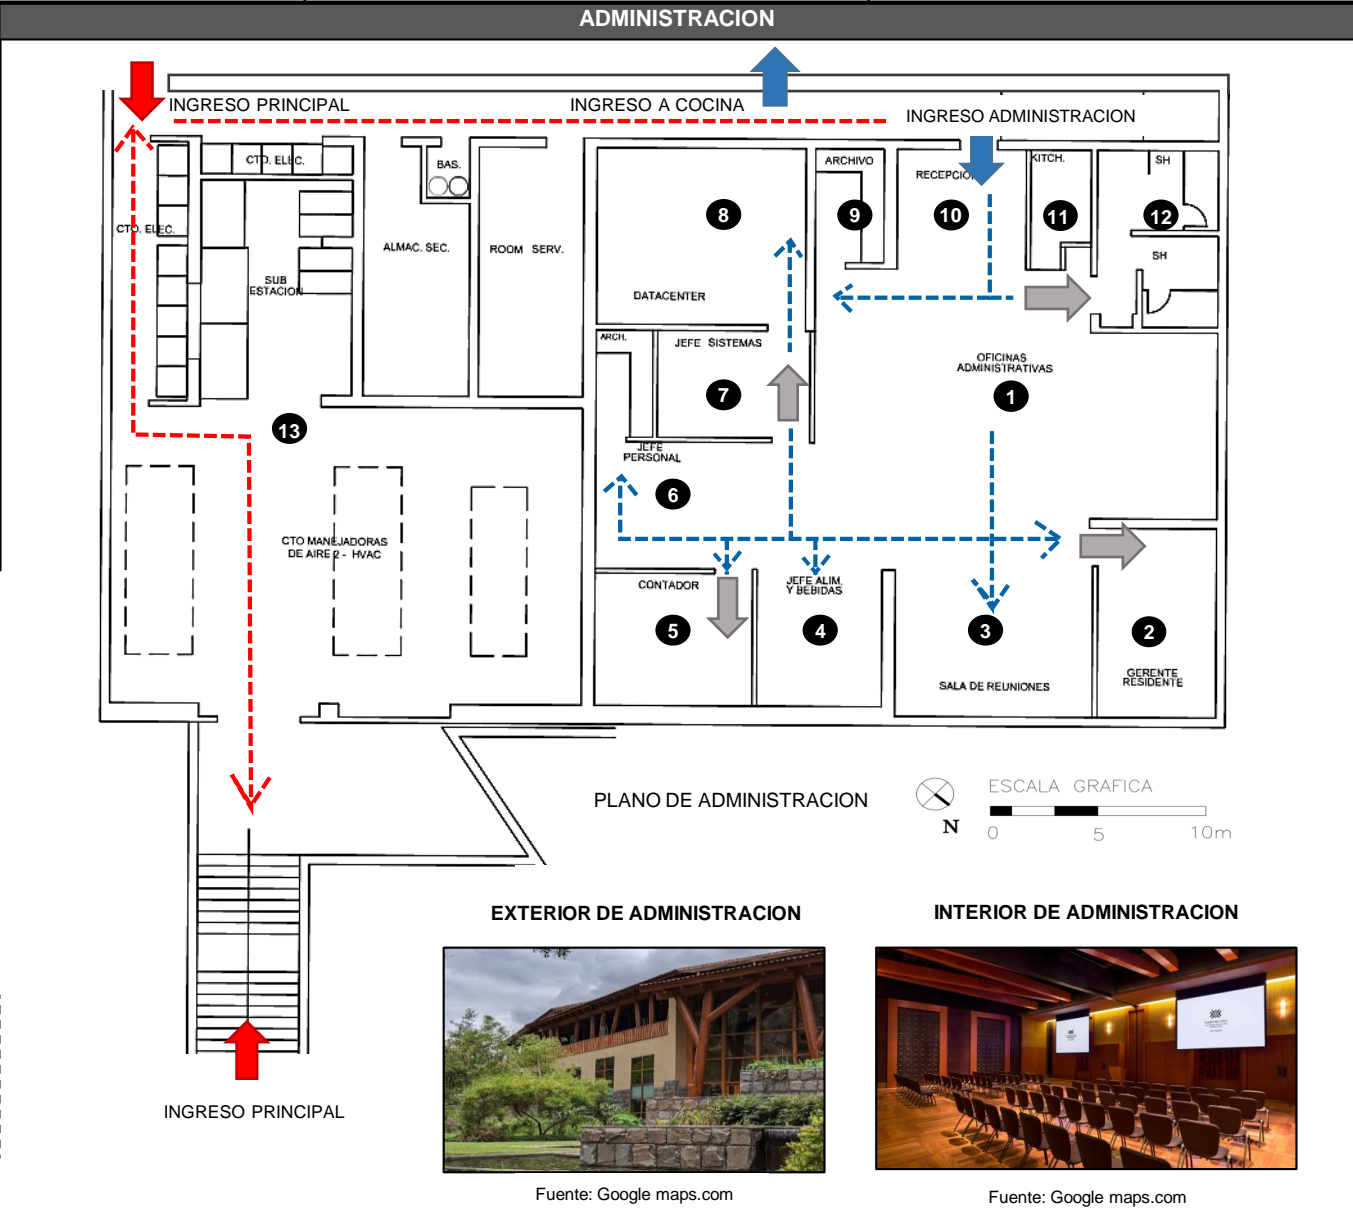 ADMINISTRACION
INGRESO PRINCIPAL
INGRESO A COCINA
INGRESO ADMINISTRACION
CTO. ELEC.
BAS.
ARCHIVO
RECEPCION
KITCH.
SH
8
9
10
11
12
CTO. ELEC.
ALMAC. SEC.
ROOM SERV.
SH
SUB
ESTACION
DATACENTER
ARCH.
JEFE SISTEMAS
OFICINAS
ADMINISTRATIVAS
7
1
13
JEFE
PERSONAL
6
CTO MANEJADORAS
DE AIRE 2 - HVAC
CONTADOR
JEFE ALIM.
Y BEBIDAS
5
4
3
2
SALA DE REUNIONES
GERENTE
RESIDENTE
PLANO DE ADMINISTRACION
N
ESCALA GRAFICA
0
5
10m
EXTERIOR DE ADMINISTRACION
INTERIOR DE ADMINISTRACION
INGRESO PRINCIPAL
Fuente: Google maps.com
Fuente: Google maps.com